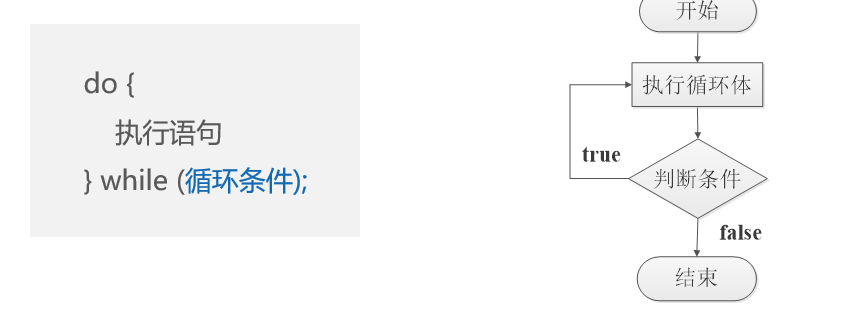 do {
执行语句
} while (循环条件);
开始
执行循环体
true
判断条件
false
结束